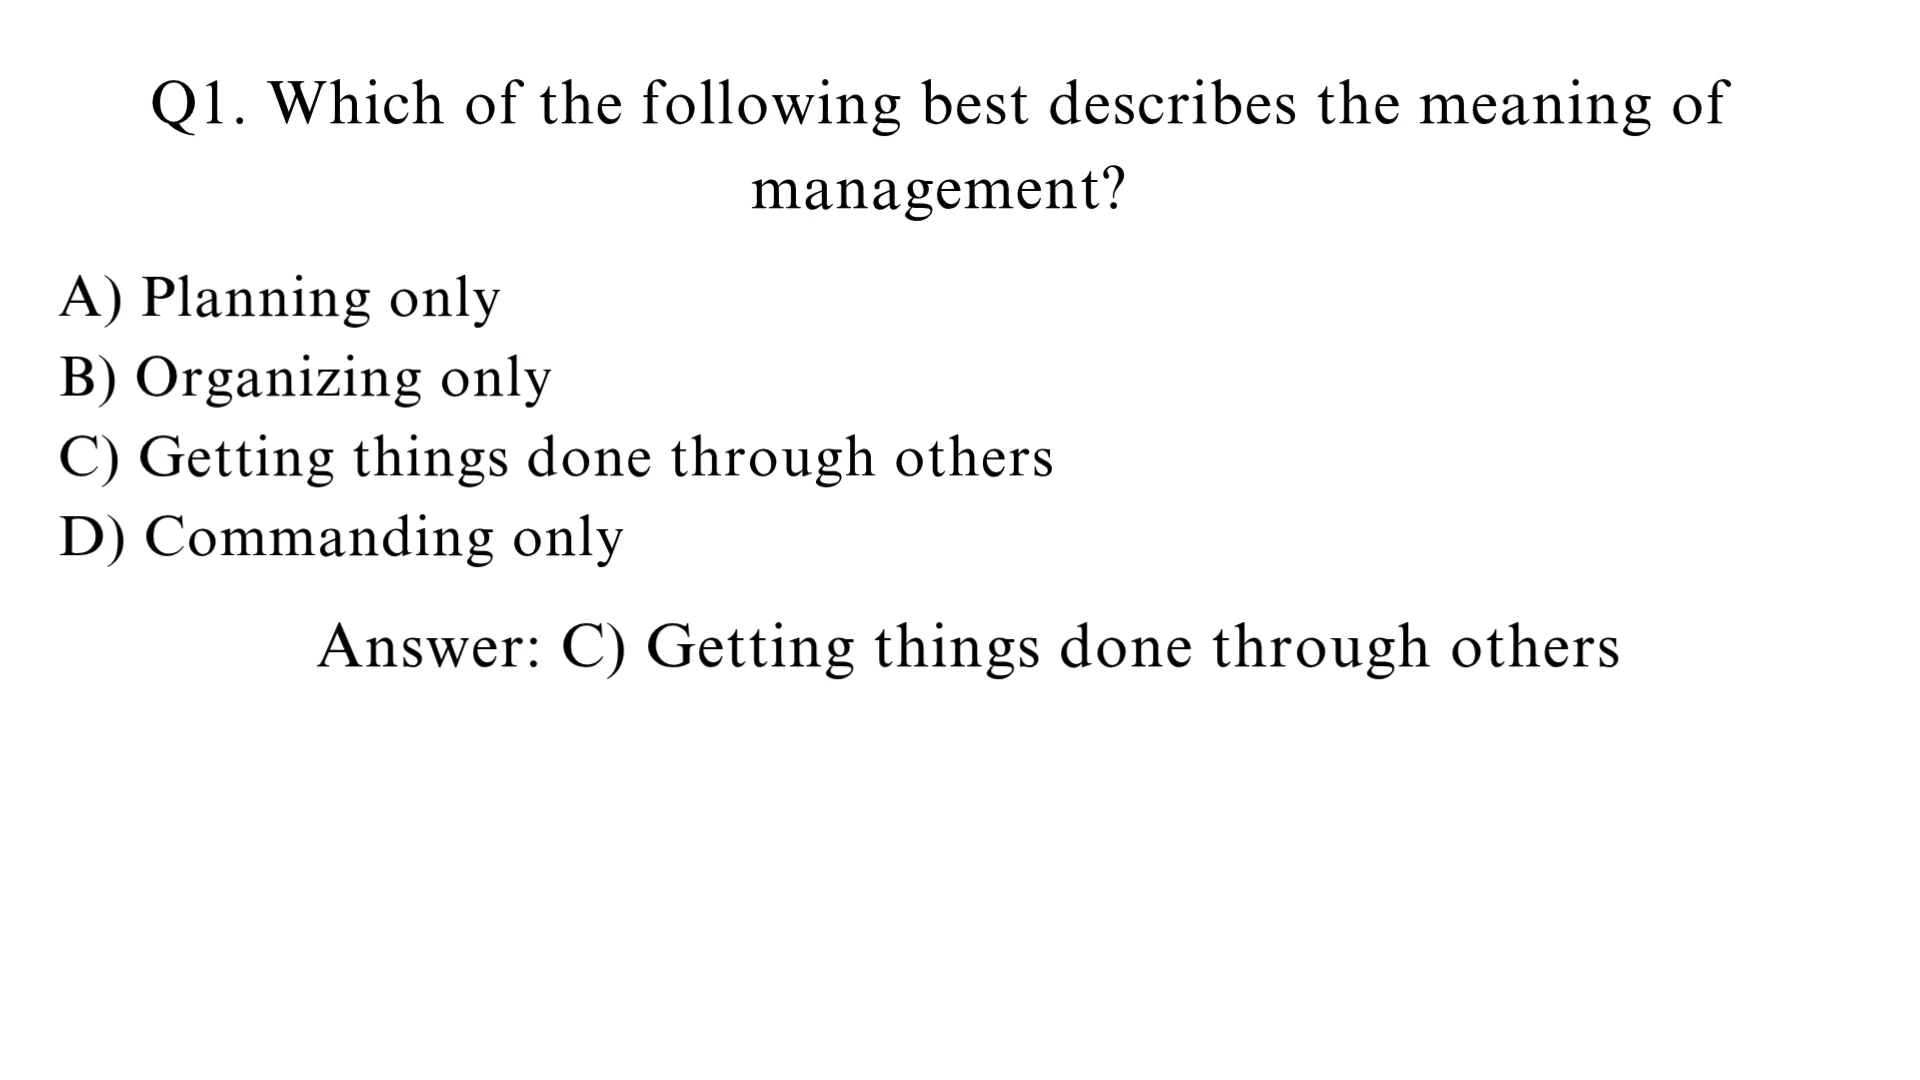 Q1. Which of the following best describes the meaning of
management?
A) Planning only
B) Organizing only
C) Getting things done through others
D) Commanding only
Answer: C) Getting things done through others